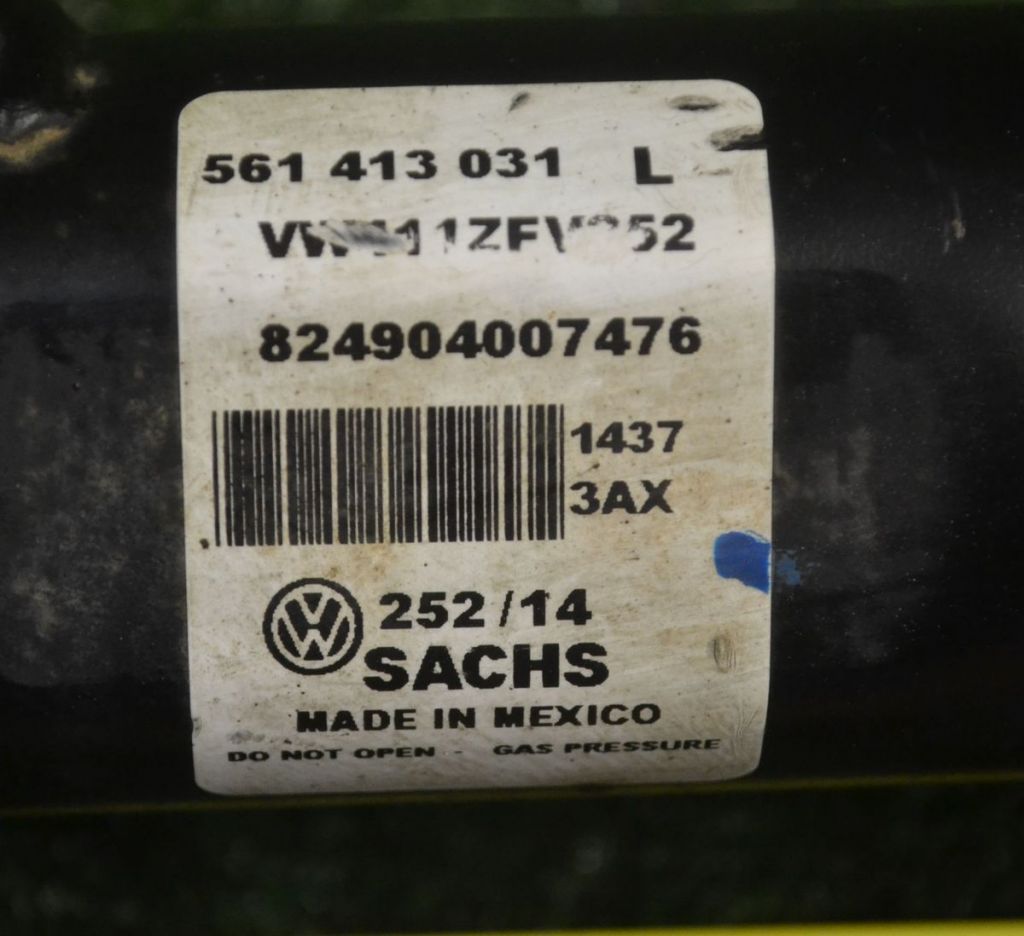 561 413 031 L
824904007476
1437
3AX
252/14
SACHS
MADE IN MEXICO
DO NOT OPEN - GAS PRESSURE